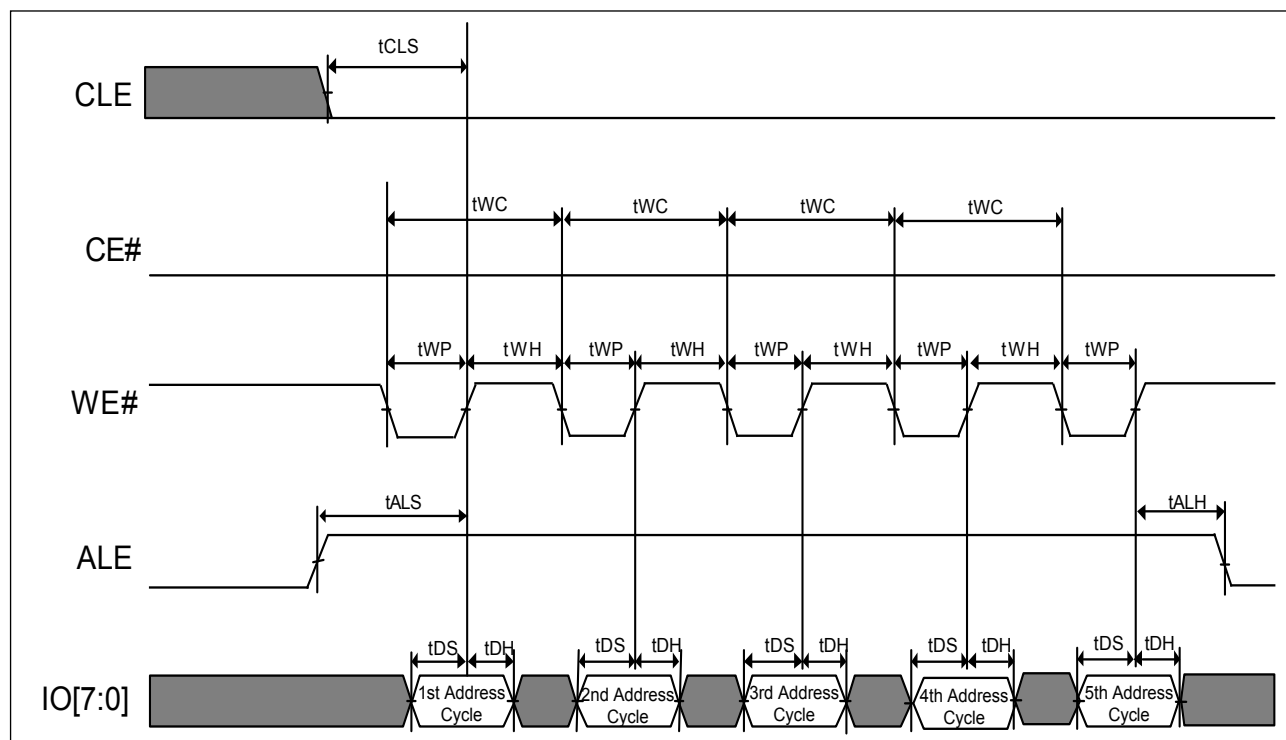 tCLS
CLE
tWC tWC tWC tWC
CE#
tWP tWH tWP tWH tWP tWH tWP tWH tWP
WE#
tALS tALH
ALE
tDS tDH tDS tDH tDS tDH tDS tDH tDS tDH
IO[7:0]
1st Address Cycle
2nd Address Cycle
3rd Address Cycle
4th Address Cycle
5th Address Cycle